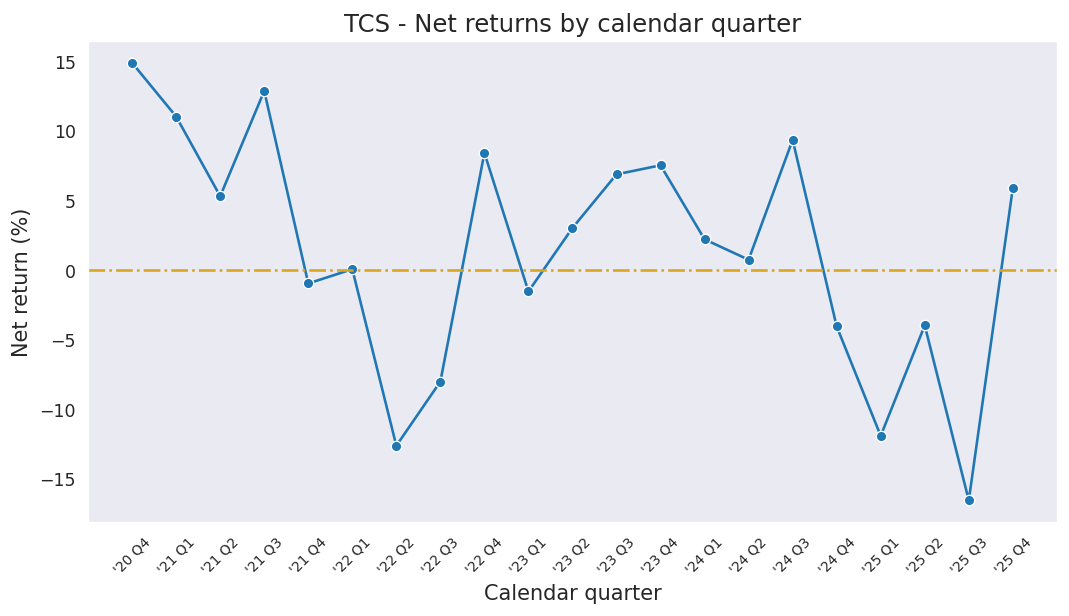 TCS - Net returns by calendar quarter
Net return (%)
15
10
5
0
−5
−10
−15
'20 Q4
'21 Q1
'21 Q2
'21 Q3
'21 Q4
'22 Q1
'22 Q2
'22 Q3
'22 Q4
'23 Q1
'23 Q2
'23 Q3
'23 Q4
'24 Q1
'24 Q2
'24 Q3
'24 Q4
'25 Q1
'25 Q2
'25 Q3
'25 Q4
Calendar quarter